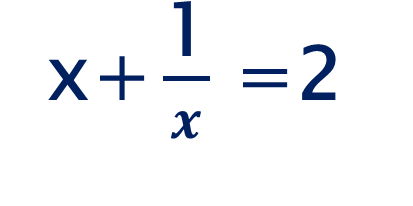 x + 1/x = 2